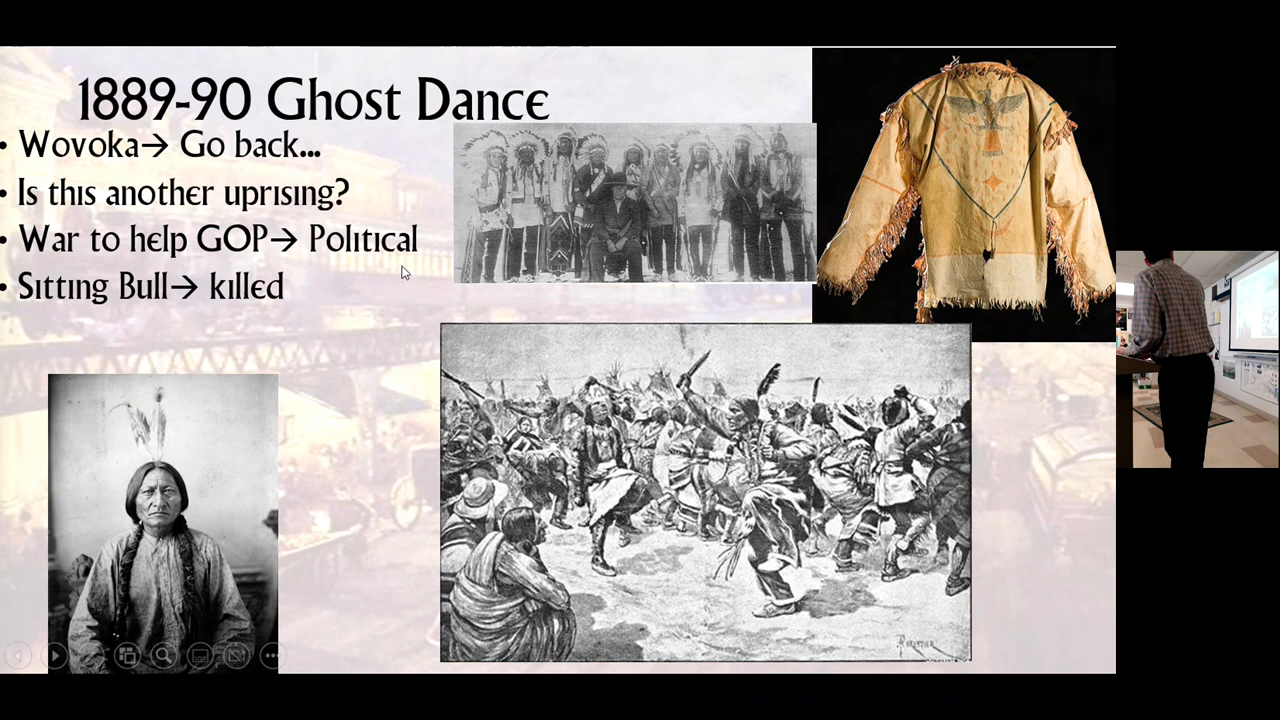 1889-90 Ghost Dance
• Wovoka→ Go back...
• Is this another uprising?
• War to help GOP→ Political
• Sitting Bull→ killed